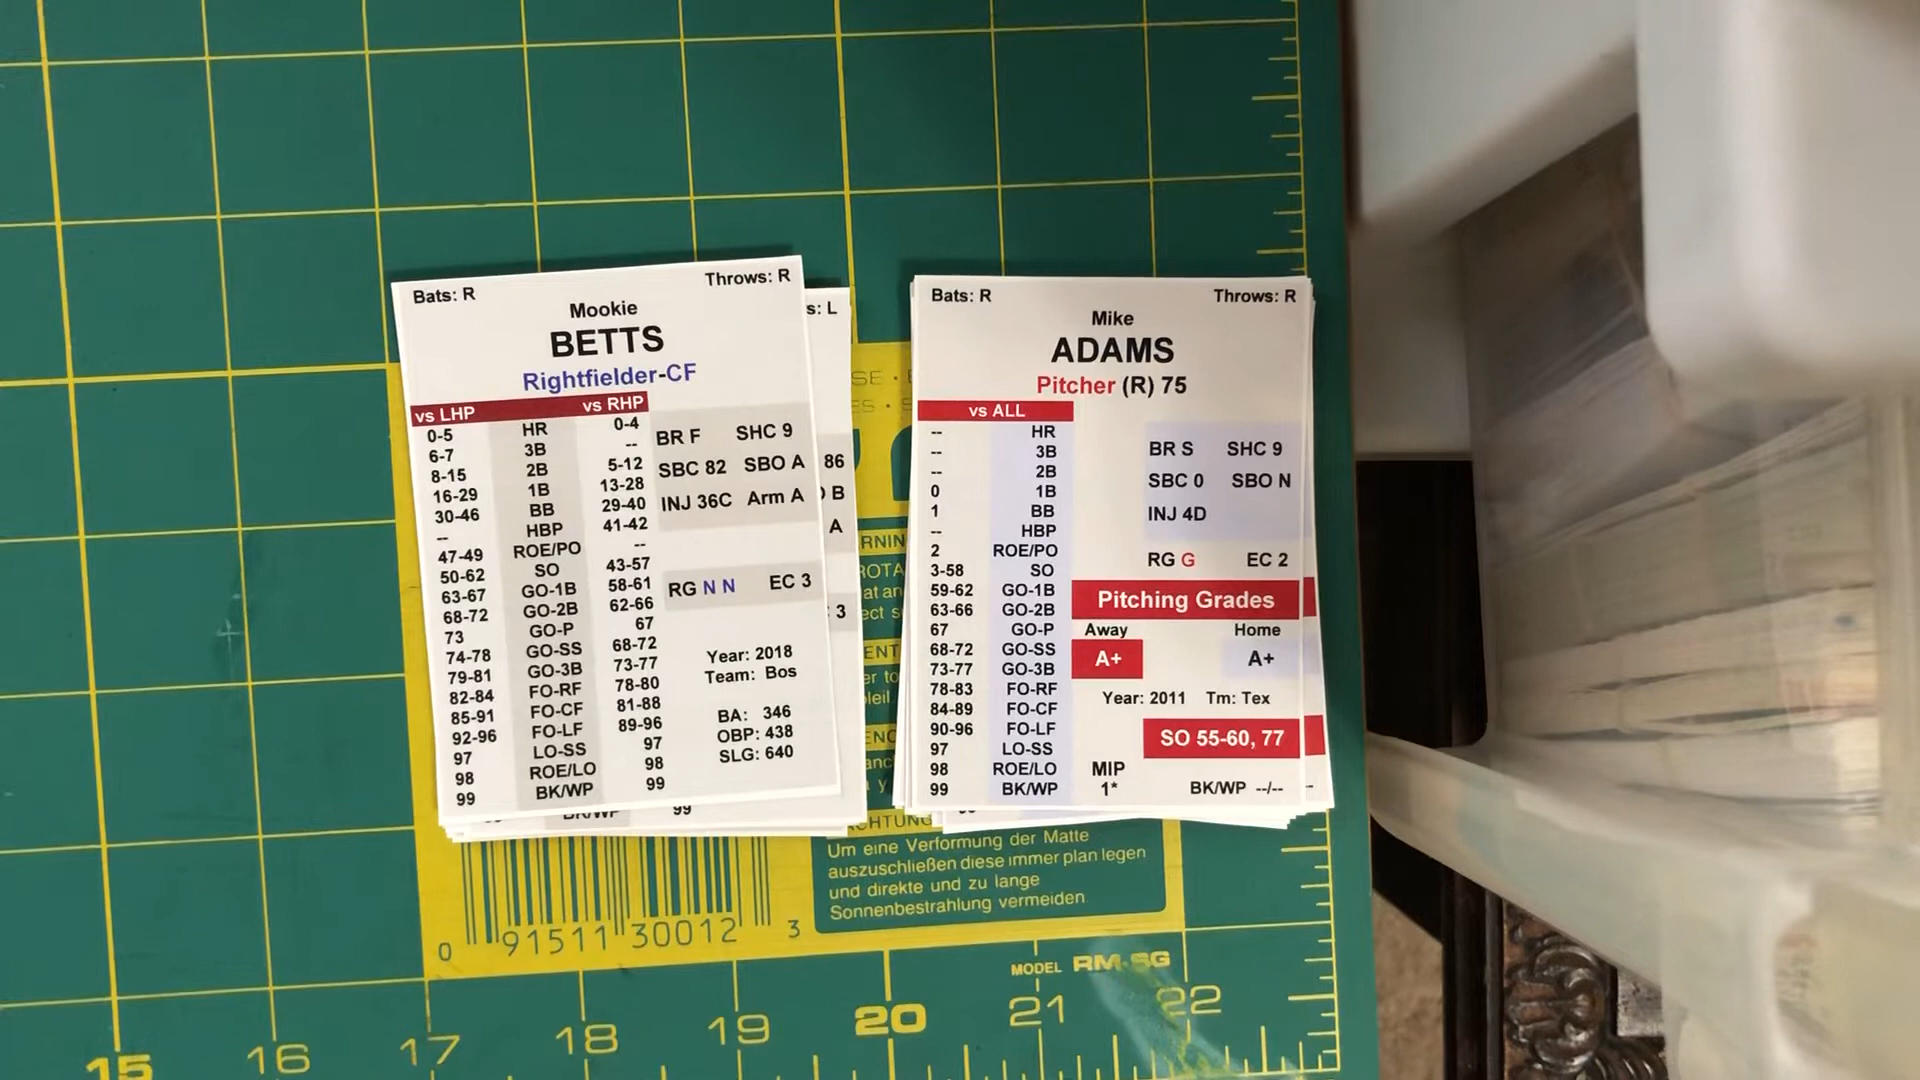 Bats: R Throws: R
Mookie
BETTS
Rightfielder-CF
vs LHP vs RHP
0-5 HR 0-4
6-7 3B --
8-15 2B 5-12
16-29 1B 13-28
30-46 BB 29-40
-- HBP 41-42
47-49 ROE/PO --
50-62 SO 43-57
63-67 GO-1B 58-61
68-72 GO-2B 62-66
73 GO-P 67
74-78 GO-SS 68-72
79-81 GO-3B 73-77
82-84 FO-RF 78-80
85-91 FO-CF 81-88
92-96 FO-LF 89-96
97 LO-SS 97
98 ROE/LO 98
99 BK/WP 99
BR F SHC 9
SBC 82 SBO A
INJ 36C Arm A
RG N N EC 3
Year: 2018
Team: Bos
BA: 346
OBP: 438
SLG: 640
s: L
86
B
A
3
BK/WP 99
Bats: R Throws: R
Mike
ADAMS
Pitcher (R) 75
vs ALL
-- HR
-- 3B
-- 2B
0 1B
1 BB
-- HBP
2 ROE/PO
3-58 SO
59-62 GO-1B
63-66 GO-2B
67 GO-P
68-72 GO-SS
73-77 GO-3B
78-83 FO-RF
84-89 FO-CF
90-96 FO-LF
97 LO-SS
98 ROE/LO
99 BK/WP
BR S SHC 9
SBC 0 SBO N
INJ 4D
RG G EC 2
Pitching Grades
Away Home
A+ A+
Year: 2011 Tm: Tex
SO 55-60, 77
MIP
1* BK/WP --/--
ACHTUNG
Um eine Verformung der Matte
auszuschließen diese immer plan legen
und direkte und zu lange
Sonnenbestrahlung vermeiden
0 91511 30012 3
MODEL RM-SG
15 16 17 18 19 20 21 22